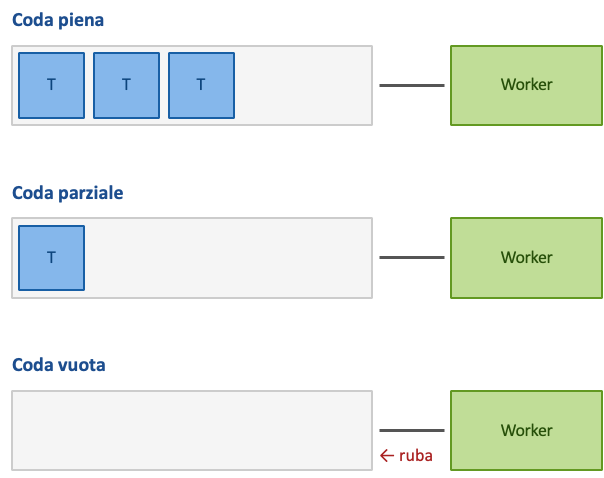 Coda piena
T T T Worker
Coda parziale
T Worker
Coda vuota
Worker
← ruba